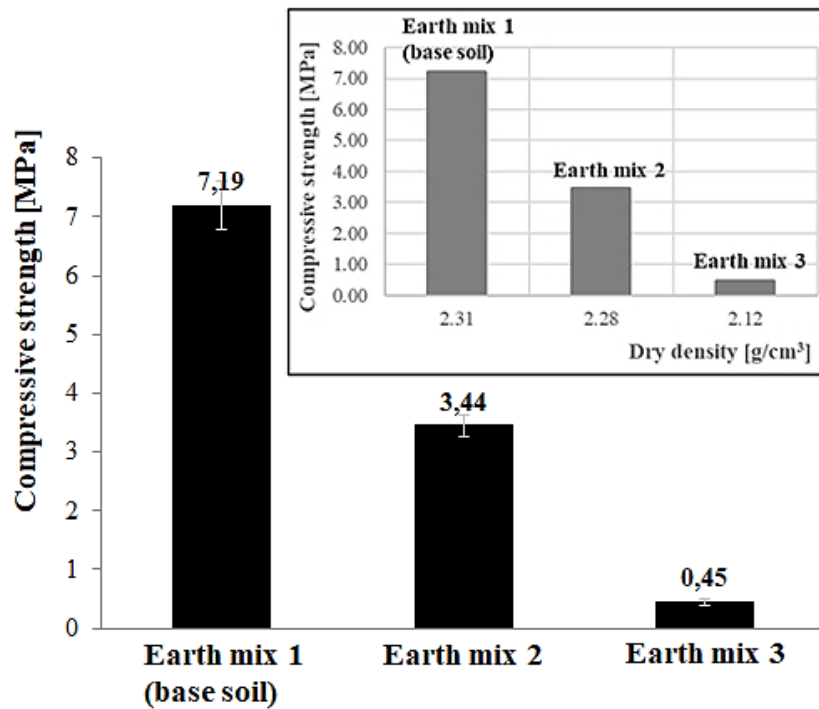 Compressive strength [MPa]
8
7
6
5
4
3
2
1
0
7,19
3,44
0,45
Earth mix 1
(base soil)
Earth mix 2
Earth mix 3
Compressive strength [MPa]
8.00
7.00
6.00
5.00
4.00
3.00
2.00
1.00
0.00
Earth mix 1
(base soil)
Earth mix 2
Earth mix 3
2.31
2.28
2.12
Dry density [g/cm³]